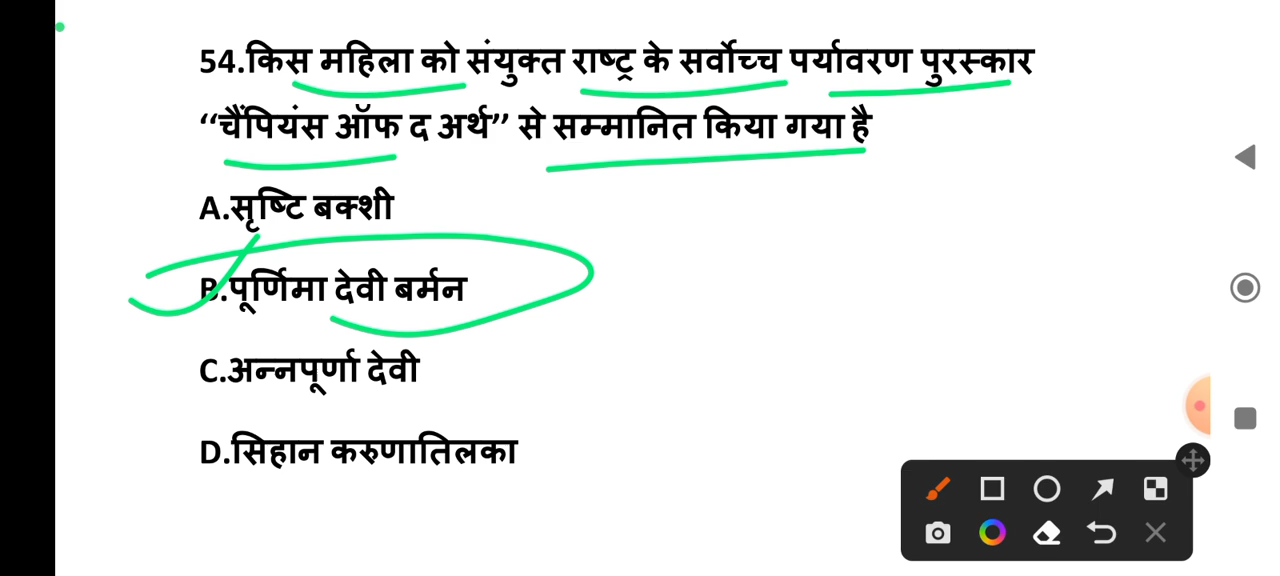 54.किस महिला को संयुक्त राष्ट्र के सर्वोच्च पर्यावरण पुरस्कार
‘‘चैंपियंस ऑफ द अर्थ’’ से सम्मानित किया गया है
A.सृष्टि बक्शी
B.पूर्णिमा देवी बर्मन
C.अन्नपूर्णा देवी
D.सिहान करुणातिलका